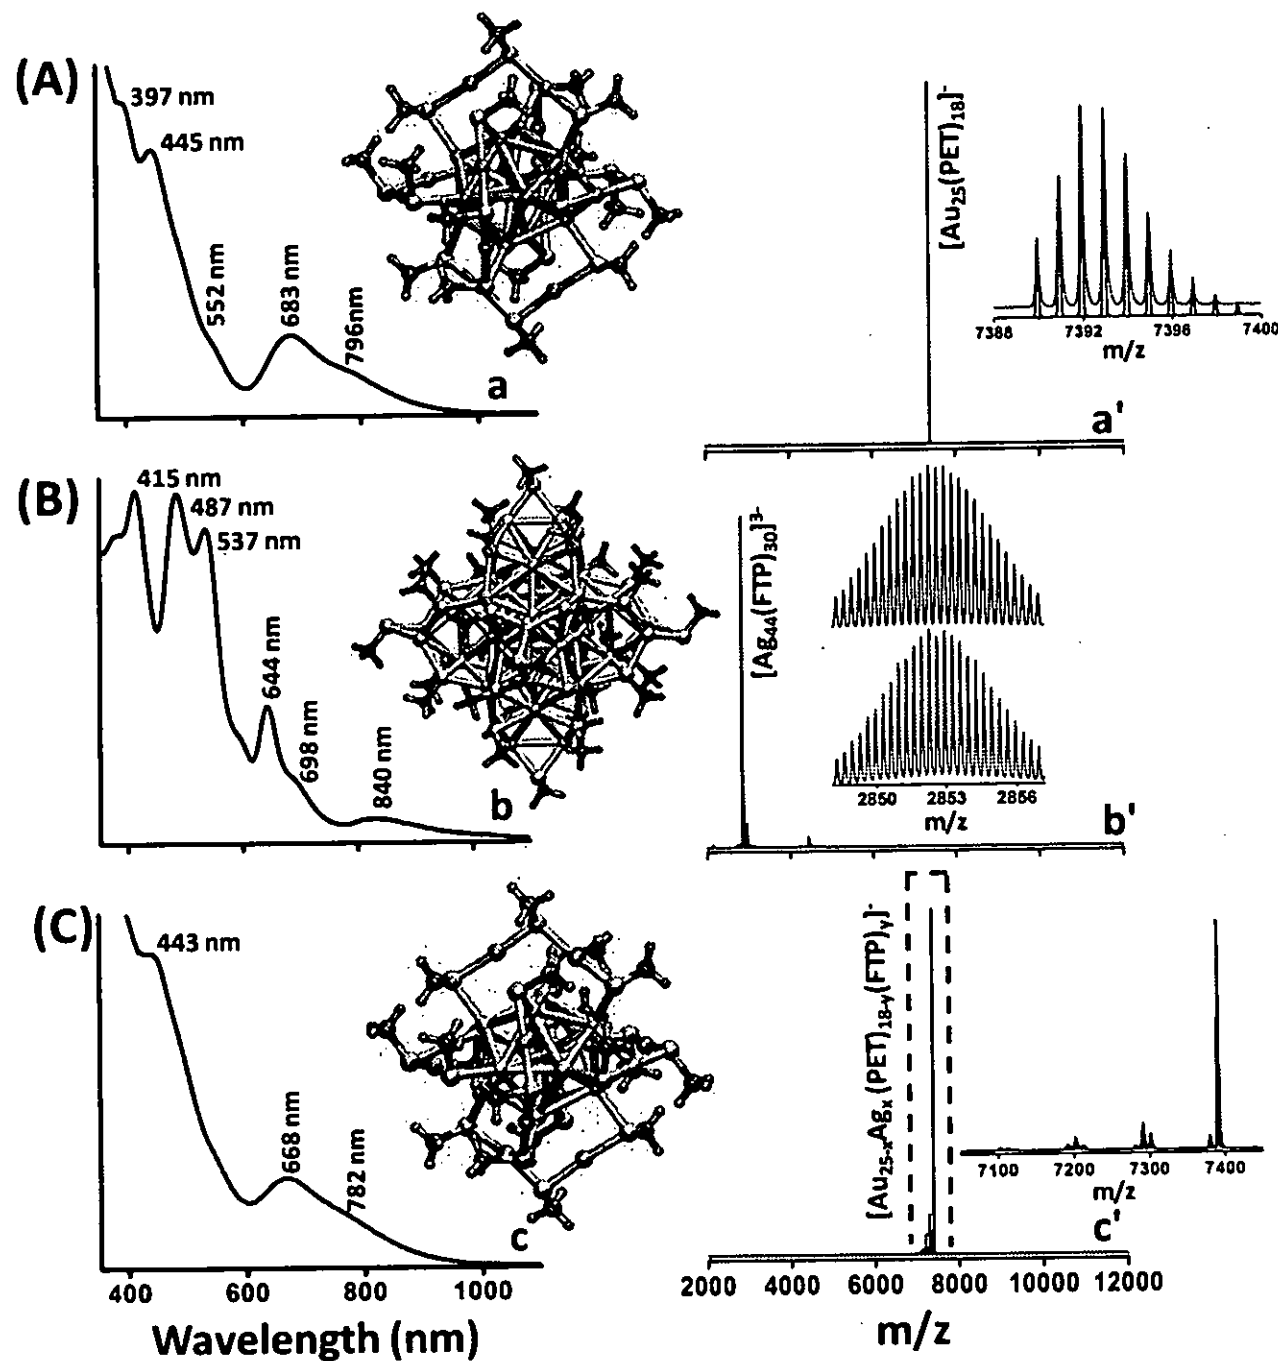 (A)
397 nm
445 nm
552 nm
683 nm
796nm
a
[Au25(PET)18]-
7388
7392
7396
7400
m/z
a'
(B)
415 nm
487 nm
537 nm
644 nm
698 nm
840 nm
b
[Ag44(FTP)30]3-
2850
2853
2856
m/z
b'
(C)
443 nm
668 nm
782 nm
c
[Au25-xAgx(PET)18-y(FTP)y]-
7100
7200
7300
7400
m/z
c'
400
600
800
1000
Wavelength (nm)
2000
4000
6000
8000
10000
12000
m/z